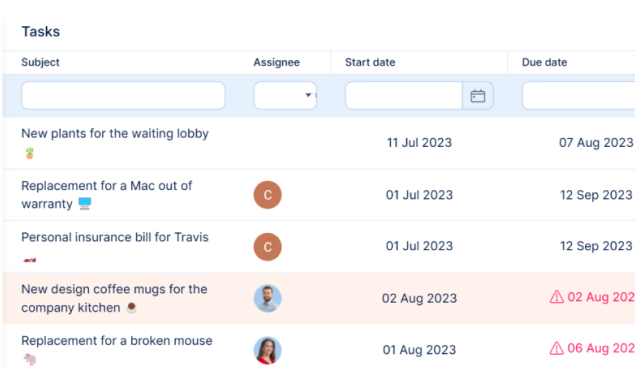 Tasks
Subject Assignee Start date Due date
New plants for the waiting lobby 11 Jul 2023 07 Aug 2023
Replacement for a Mac out of
warranty C 01 Jul 2023 12 Sep 2023
Personal insurance bill for Travis C 01 Jul 2023 12 Sep 2023
New design coffee mugs for the
company kitchen 02 Aug 2023 02 Aug 202
Replacement for a broken mouse 01 Aug 2023 06 Aug 202